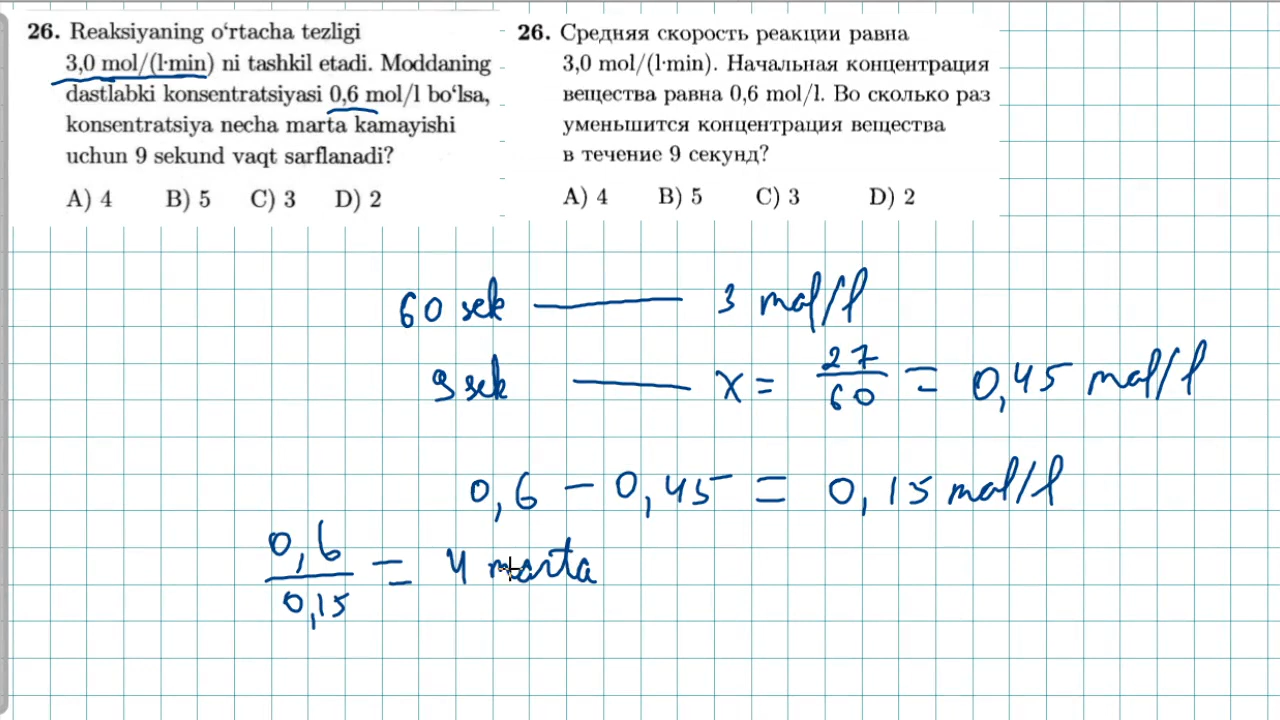 26. Reaksiyaning o‘rtacha tezligi
3,0 mol/(l·min) ni tashkil etadi. Moddaning
dastlabki konsentratsiyasi 0,6 mol/l bo‘lsa,
konsentratsiya necha marta kamayishi
uchun 9 sekund vaqt sarflanadi?
A) 4 B) 5 C) 3 D) 2
26. Средняя скорость реакции равна
3,0 mol/(l·min). Начальная концентрация
вещества равна 0,6 mol/l. Во сколько раз
уменьшится концентрация вещества
в течение 9 секунд?
A) 4 B) 5 C) 3 D) 2
60 sek — 3 mol/l
9 sek — x = 27/60 = 0,45 mol/l
0,6 − 0,45 = 0,15 mol/l
0,6/0,15 = 4 marta